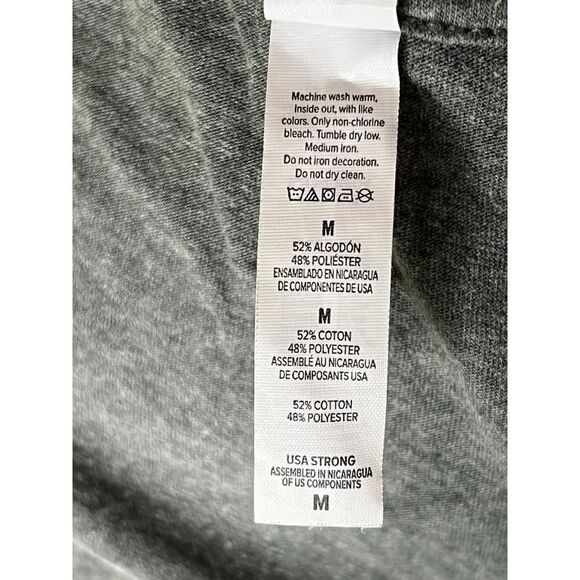 Machine wash warm,
Inside out, with like
colors. Only non-chlorine
bleach. Tumble dry low.
Medium iron.
Do not iron decoration.
Do not dry clean.
M
52% ALGODÓN
48% POLIÉSTER
ENSAMBLADO EN NICARAGUA
DE COMPONENTES DE USA
M
52% COTON
48% POLYESTER
ASSEMBLÉ AU NICARAGUA
DE COMPOSANTS USA
52% COTTON
48% POLYESTER
USA STRONG
ASSEMBLED IN NICARAGUA
OF US COMPONENTS
M